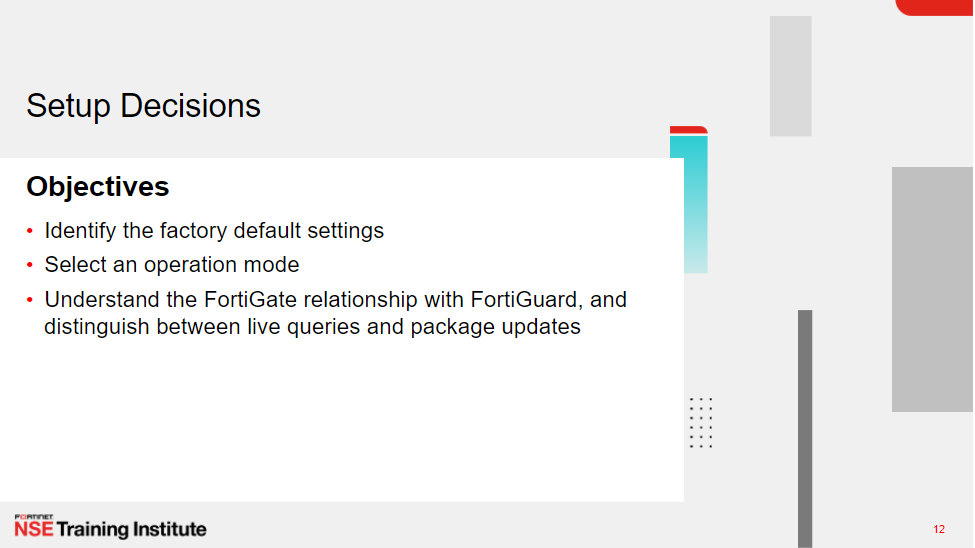 Setup Decisions
Objectives
• Identify the factory default settings
• Select an operation mode
• Understand the FortiGate relationship with FortiGuard, and
distinguish between live queries and package updates
FORTINET
NSE Training Institute
12